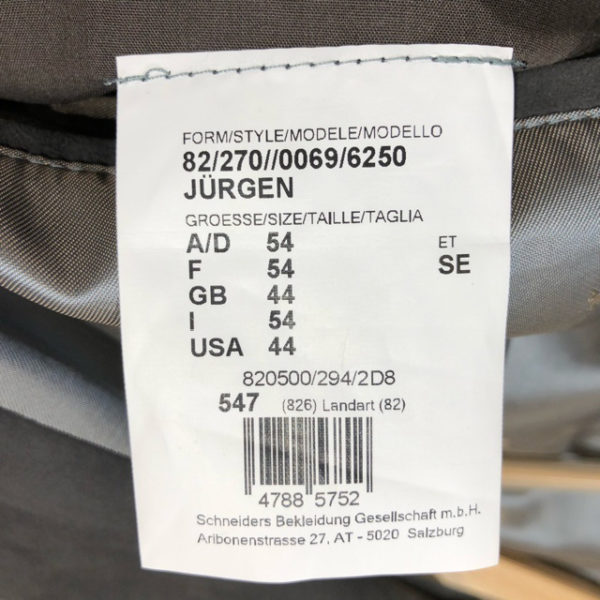 FORM/STYLE/MODELE/MODELLO
82/270//0069/6250
JÜRGEN
GROESSE/SIZE/TAILLE/TAGLIA
A/D 54 ET
F 54 SE
GB 44
I 54
USA 44
820500/294/2D8
547 (826) Landart (82)
4788 5752
Schneiders Bekleidung Gesellschaft m.b.H.
Aribonenstrasse 27, AT - 5020 Salzburg